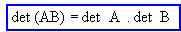 det (AB) = det A . det B